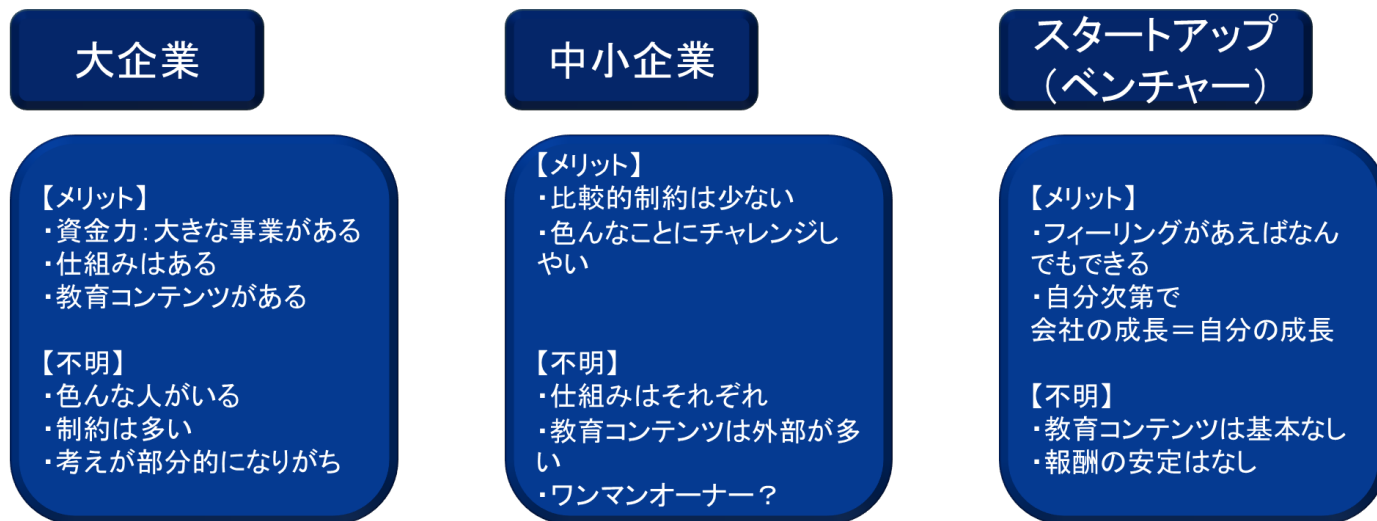 大企業
【メリット】
・資金力：大きな事業がある
・仕組みはある
・教育コンテンツがある
【不明】
・色んな人がいる
・制約は多い
・考えが部分的になりがち
中小企業
【メリット】
・比較的制約は少ない
・色んなことにチャレンジし
やい
【不明】
・仕組みはそれぞれ
・教育コンテンツは外部が多
い
・ワンマンオーナー？
スタートアップ
（ベンチャー）
【メリット】
・フィーリングがあえばなん
でもできる
・自分次第で
会社の成長＝自分の成長
【不明】
・教育コンテンツは基本なし
・報酬の安定はなし